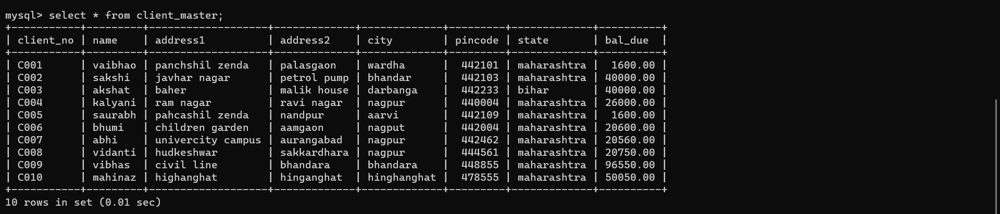 mysql> select * from client_master;
+-----------+---------+-------------------+-------------+------------+---------+-------------+----------+
| client_no | name    | address1          | address2    | city       | pincode | state       | bal_due  |
+-----------+---------+-------------------+-------------+------------+---------+-------------+----------+
| C001      | vaibhao | panchshil zenda   | palasgaon   | wardha     |  442101 | maharashtra |  1600.00 |
| C002      | sakshi  | javhar nagar      | petrol pump | bhandar    |  442103 | maharashtra | 40000.00 |
| C003      | akshat  | baher             | malik house | darbanga   |  442233 | bihar       | 40000.00 |
| C004      | kalyani | ram nagar         | ravi nagar  | nagpur     |  440004 | maharashtra | 26000.00 |
| C005      | saurabh | pahcashil zenda   | nandpur     | aarvi      |  442109 | maharashtra |  1600.00 |
| C006      | bhumi   | children garden   | aamgaon     | nagput     |  442004 | maharashtra | 20600.00 |
| C007      | abhi    | univercity campus | aurangabad  | nagpur     |  442462 | maharashtra | 20560.00 |
| C008      | vidanti | hudkeshwar        | sakkardhara | nagpur     |  444561 | maharashtra | 20750.00 |
| C009      | vibhas  | civil line        | bhandara    | bhandara   |  448855 | maharashtra | 96550.00 |
| C010      | mahinaz | highanghat        | hinganghat  | hinghanghat |  478555 | maharashtra | 50050.00 |
+-----------+---------+-------------------+-------------+------------+---------+-------------+----------+
10 rows in set (0.01 sec)